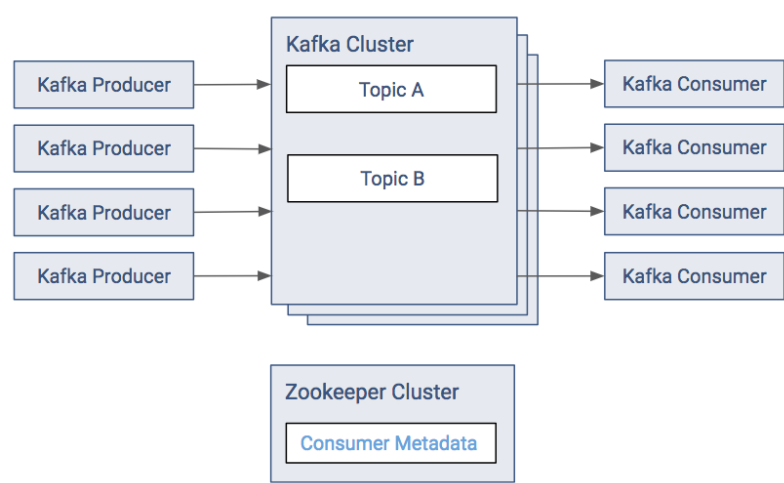 Kafka Cluster
Kafka Producer
Topic A
Kafka Consumer
Kafka Producer
Kafka Consumer
Topic B
Kafka Producer
Kafka Consumer
Kafka Producer
Kafka Consumer
Zookeeper Cluster
Consumer Metadata